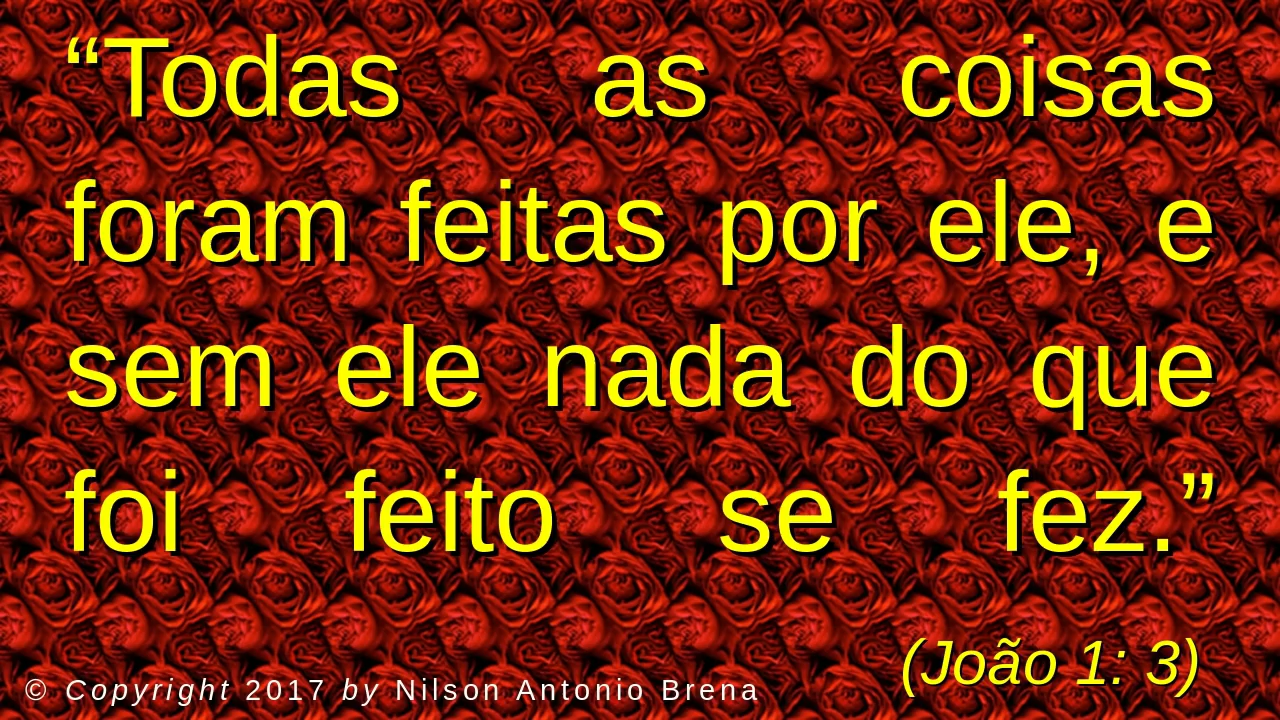 “Todas as coisas
foram feitas por ele, e
sem ele nada do que
foi feito se fez.”
(João 1: 3)
© Copyright 2017 by Nilson Antonio Brena